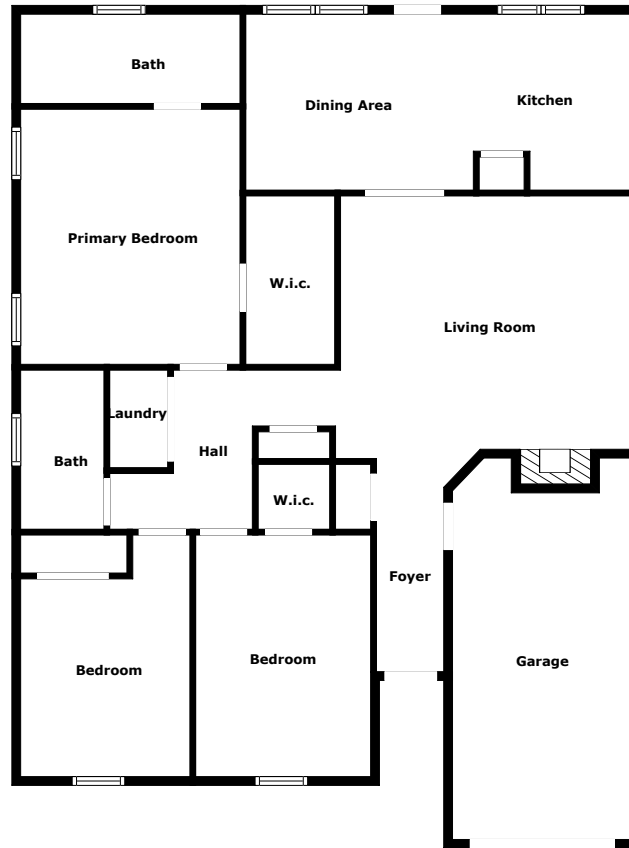 Bath
Dining Area
Kitchen
Primary Bedroom
W.i.c.
Living Room
Laundry
Hall
Bath
W.i.c.
Foyer
Bedroom
Bedroom
Garage